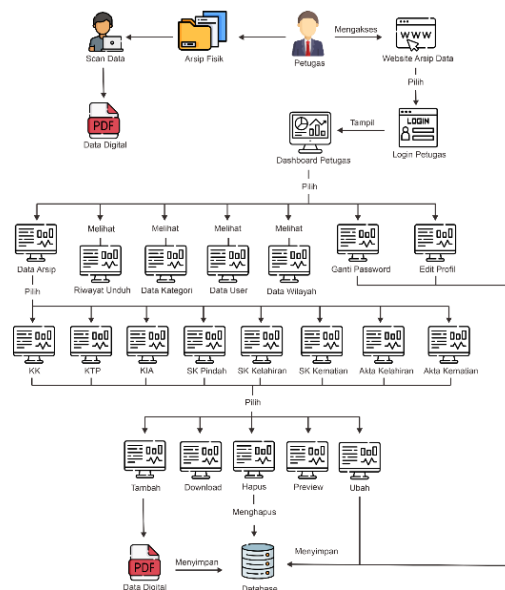 Mengakses
WWW
Scan Data
Arsip Fisik
Petugas
Website Arsip Data
Pilih
PDF
LOGIN
Tampil
Data Digital
Dashboard Petugas
Login Petugas
Pilih
Melihat
Melihat
Melihat
Melihat
Data Arsip
Riwayat Unduh
Data Kategori
Data User
Data Wilayah
Ganti Password
Edit Profil
Pilih
KK
KTP
KIA
SK Pindah
SK Kelahiran
SK Kematian
Akta Kelahiran
Akta Kematian
Pilih
Tambah
Download
Hapus
Preview
Ubah
Menghapus
PDF
Menyimpan
Menyimpan
Data Digital
Database